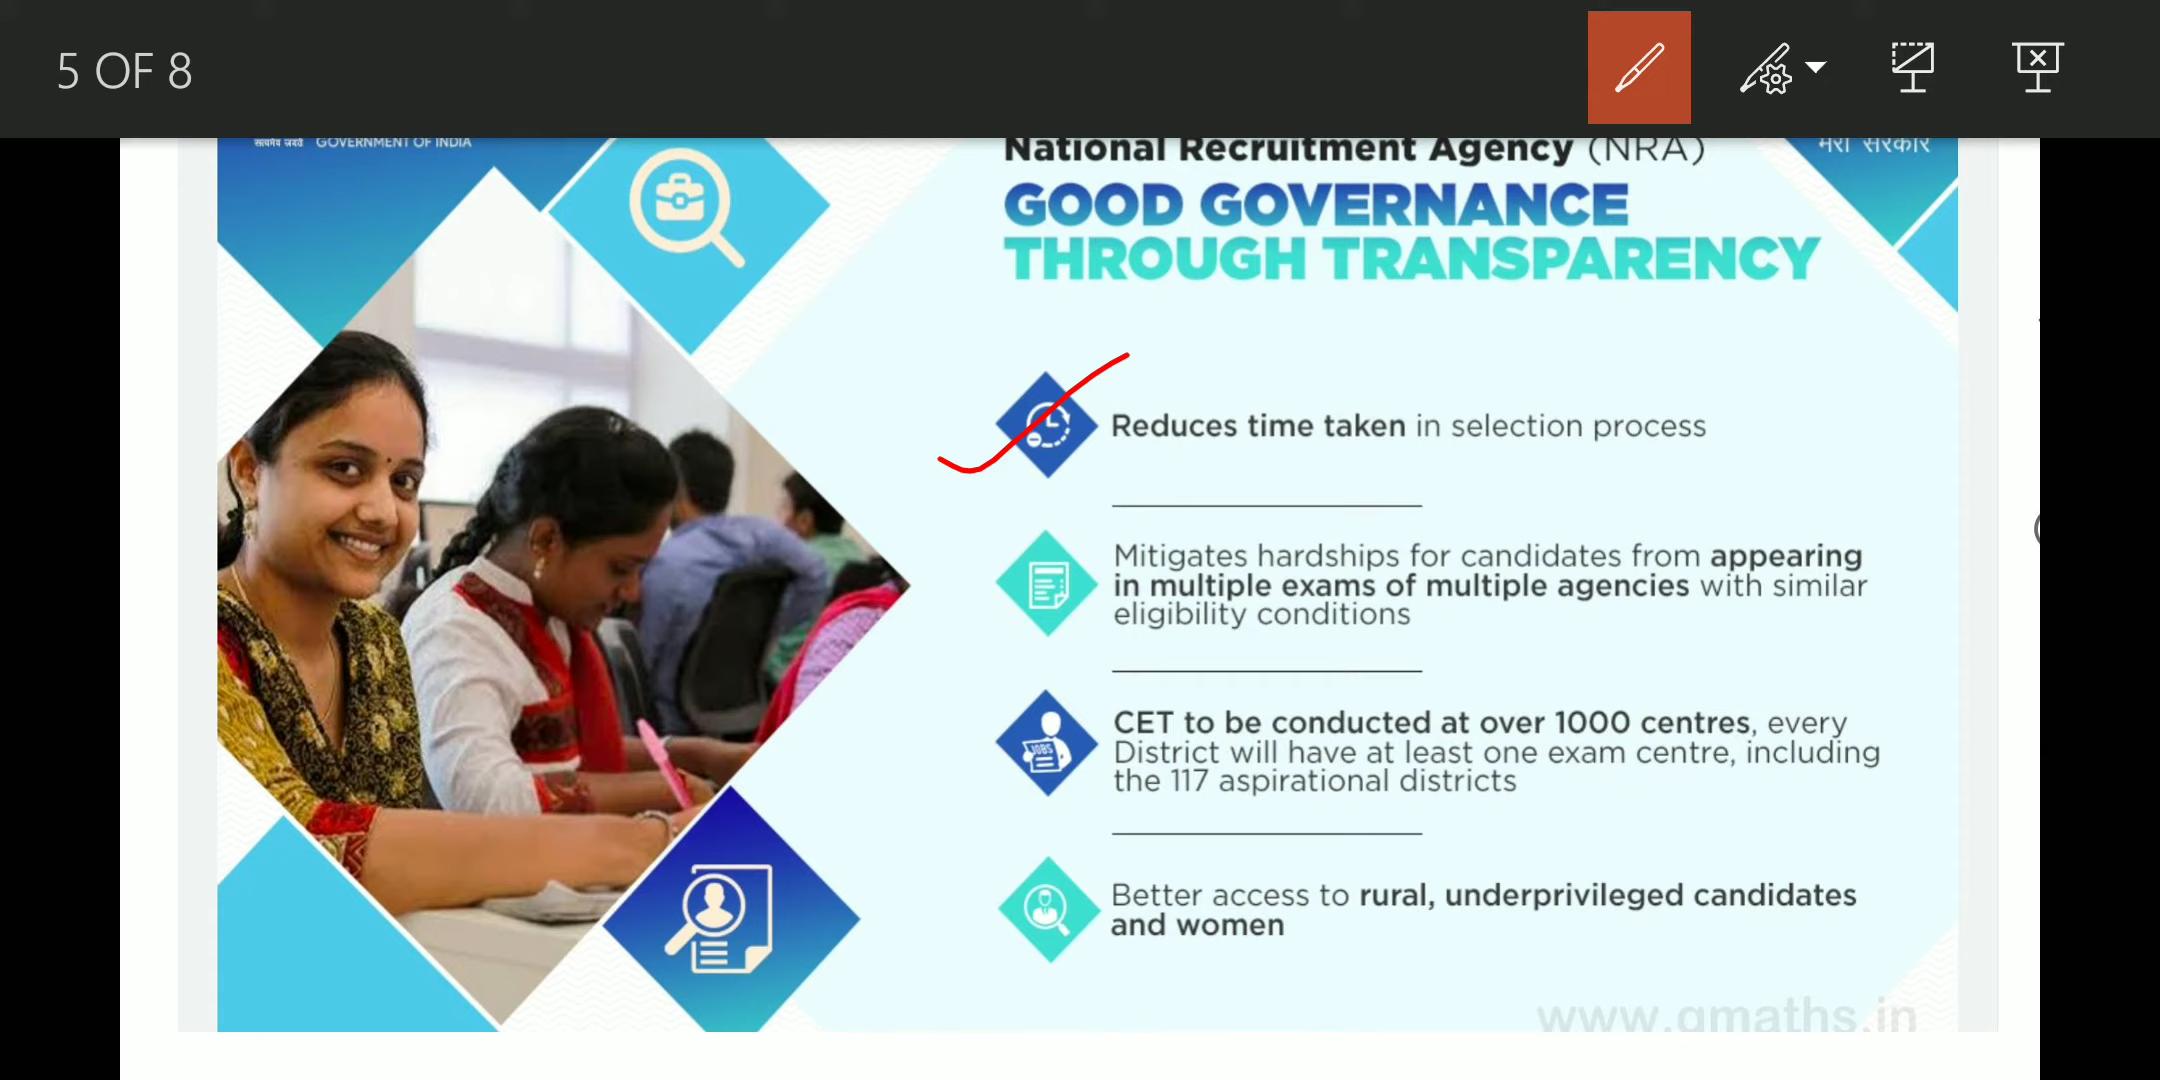 5 OF 8
सत्यमेव जयते GOVERNMENT OF INDIA
National Recruitment Agency (NRA)
मेरी सरकार
GOOD GOVERNANCE
THROUGH TRANSPARENCY
Reduces time taken in selection process
Mitigates hardships for candidates from appearing
in multiple exams of multiple agencies with similar
eligibility conditions
JOBS
CET to be conducted at over 1000 centres, every
District will have at least one exam centre, including
the 117 aspirational districts
Better access to rural, underprivileged candidates
and women
www.gmaths.in